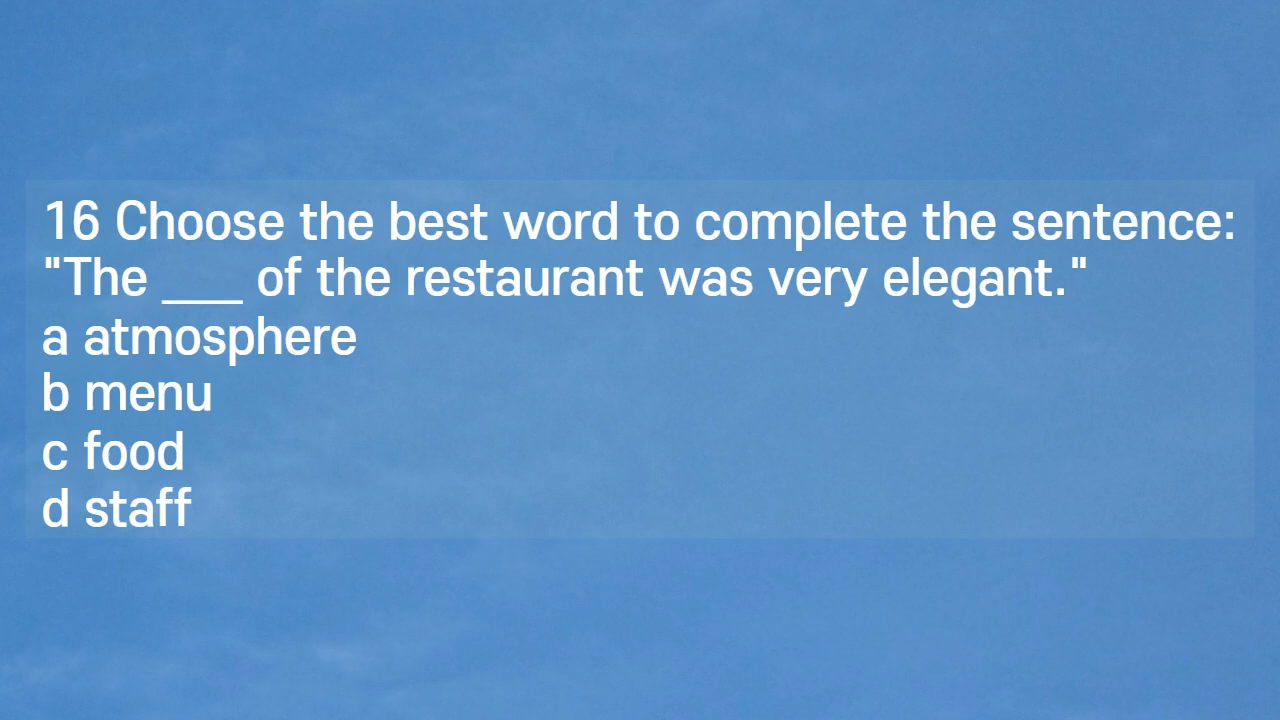 16 Choose the best word to complete the sentence:
"The ___ of the restaurant was very elegant."
a atmosphere
b menu
c food
d staff